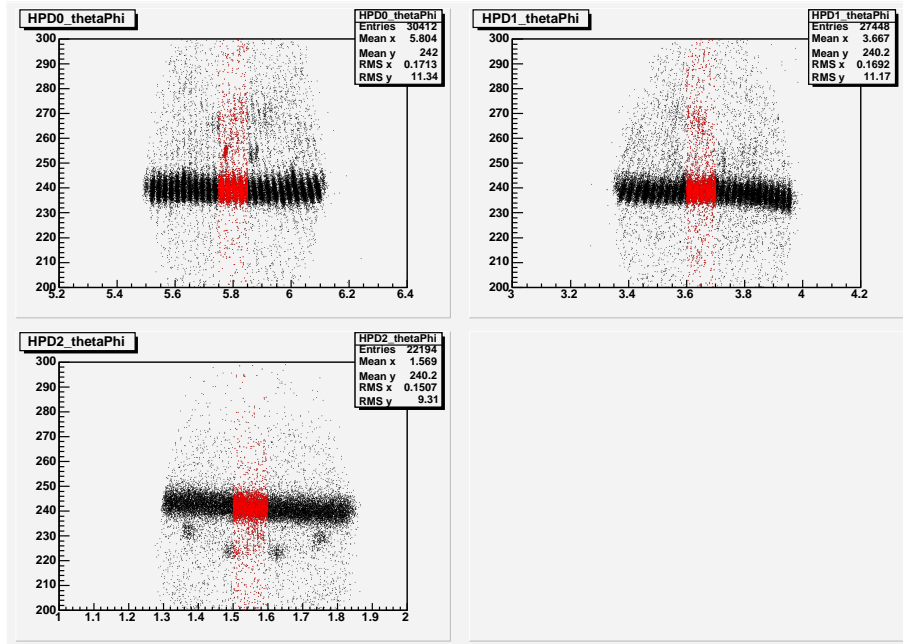 HPD0_thetaPhi
HPD0_thetaPhi
Entries 30412
Mean x 5.804
Mean y 242
RMS x 0.1713
RMS y 11.34
300
290
280
270
260
250
240
230
220
210
200
5.2 5.4 5.6 5.8 6 6.2 6.4
HPD1_thetaPhi
HPD1_thetaPhi
Entries 27448
Mean x 3.667
Mean y 240.2
RMS x 0.1692
RMS y 11.17
300
290
280
270
260
250
240
230
220
210
200
3 3.2 3.4 3.6 3.8 4 4.2
HPD2_thetaPhi
HPD2_thetaPhi
Entries 22194
Mean x 1.569
Mean y 240.2
RMS x 0.1507
RMS y 9.31
300
290
280
270
260
250
240
230
220
210
200
1 1.1 1.2 1.3 1.4 1.5 1.6 1.7 1.8 1.9 2